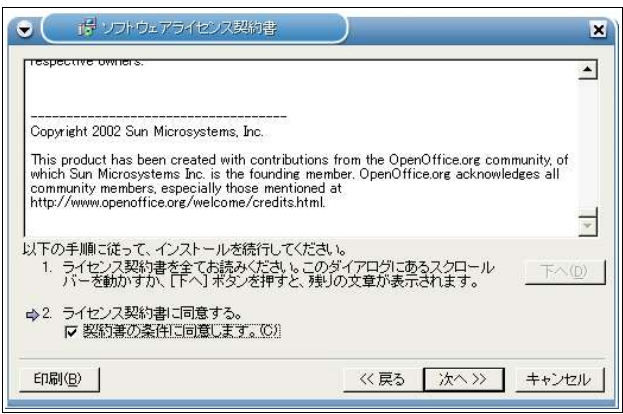 ソフトウェアライセンス契約書
respective owners.
------------------------------------
Copyright 2002 Sun Microsystems, Inc.
This product has been created with contributions from the OpenOffice.org community, of
which Sun Microsystems Inc. is the founding member. OpenOffice.org acknowledges all
community members, especially those mentioned at
http://www.openoffice.org/welcome/credits.html.
以下の手順に従って、インストールを続行してください。
1. ライセンス契約書を全てお読みください。このダイアログにあるスクロール
バーを動かすか、[下へ] ボタンを押すと、残りの文章が表示されます。
下へ(D)
2. ライセンス契約書に同意する。
契約書の条件に同意します。(C)
印刷(B)
<< 戻る
次へ >>
キャンセル